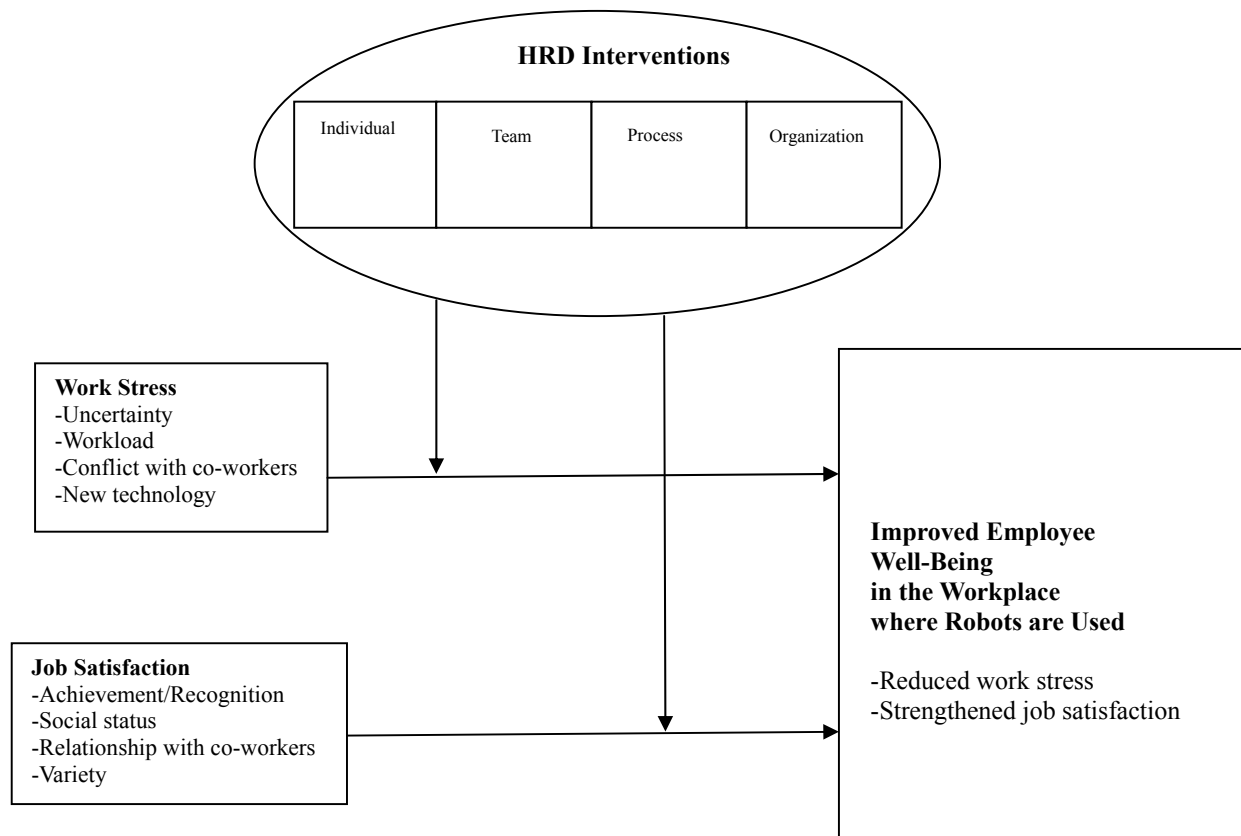 HRD Interventions
Individual
Team
Process
Organization
Work Stress
-Uncertainty
-Workload
-Conflict with co-workers
-New technology
Job Satisfaction
-Achievement/Recognition
-Social status
-Relationship with co-workers
-Variety
Improved Employee
Well-Being
in the Workplace
where Robots are Used
-Reduced work stress
-Strengthened job satisfaction